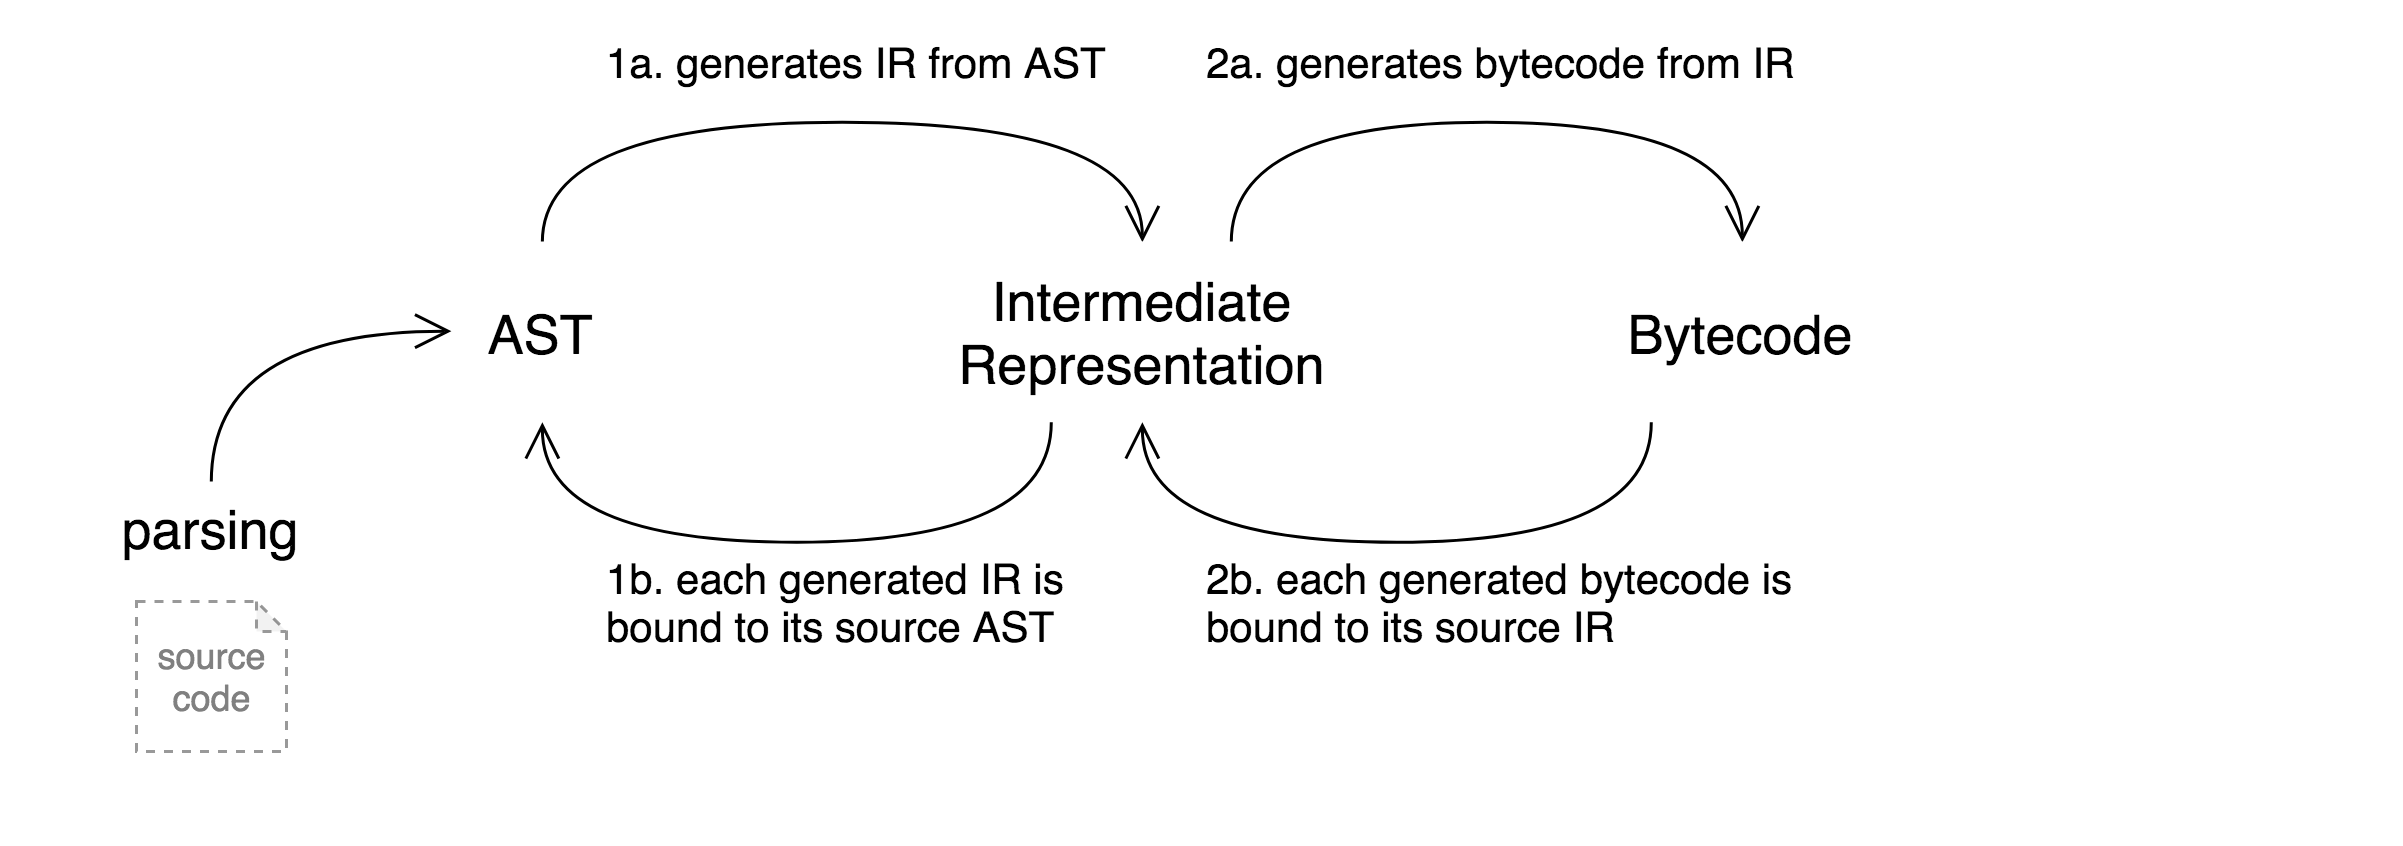 1a. generates IR from AST
2a. generates bytecode from IR
AST
Intermediate
Representation
Bytecode
parsing
source
code
1b. each generated IR is
bound to its source AST
2b. each generated bytecode is
bound to its source IR